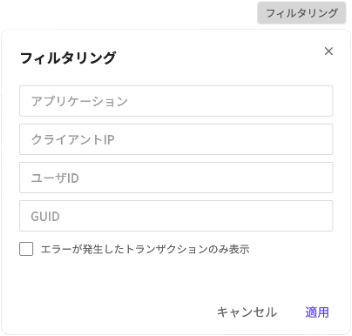 フィルタリング
フィルタリング
アプリケーション
クライアントIP
ユーザID
GUID
エラーが発生したトランザクションのみ表示
キャンセル 適用